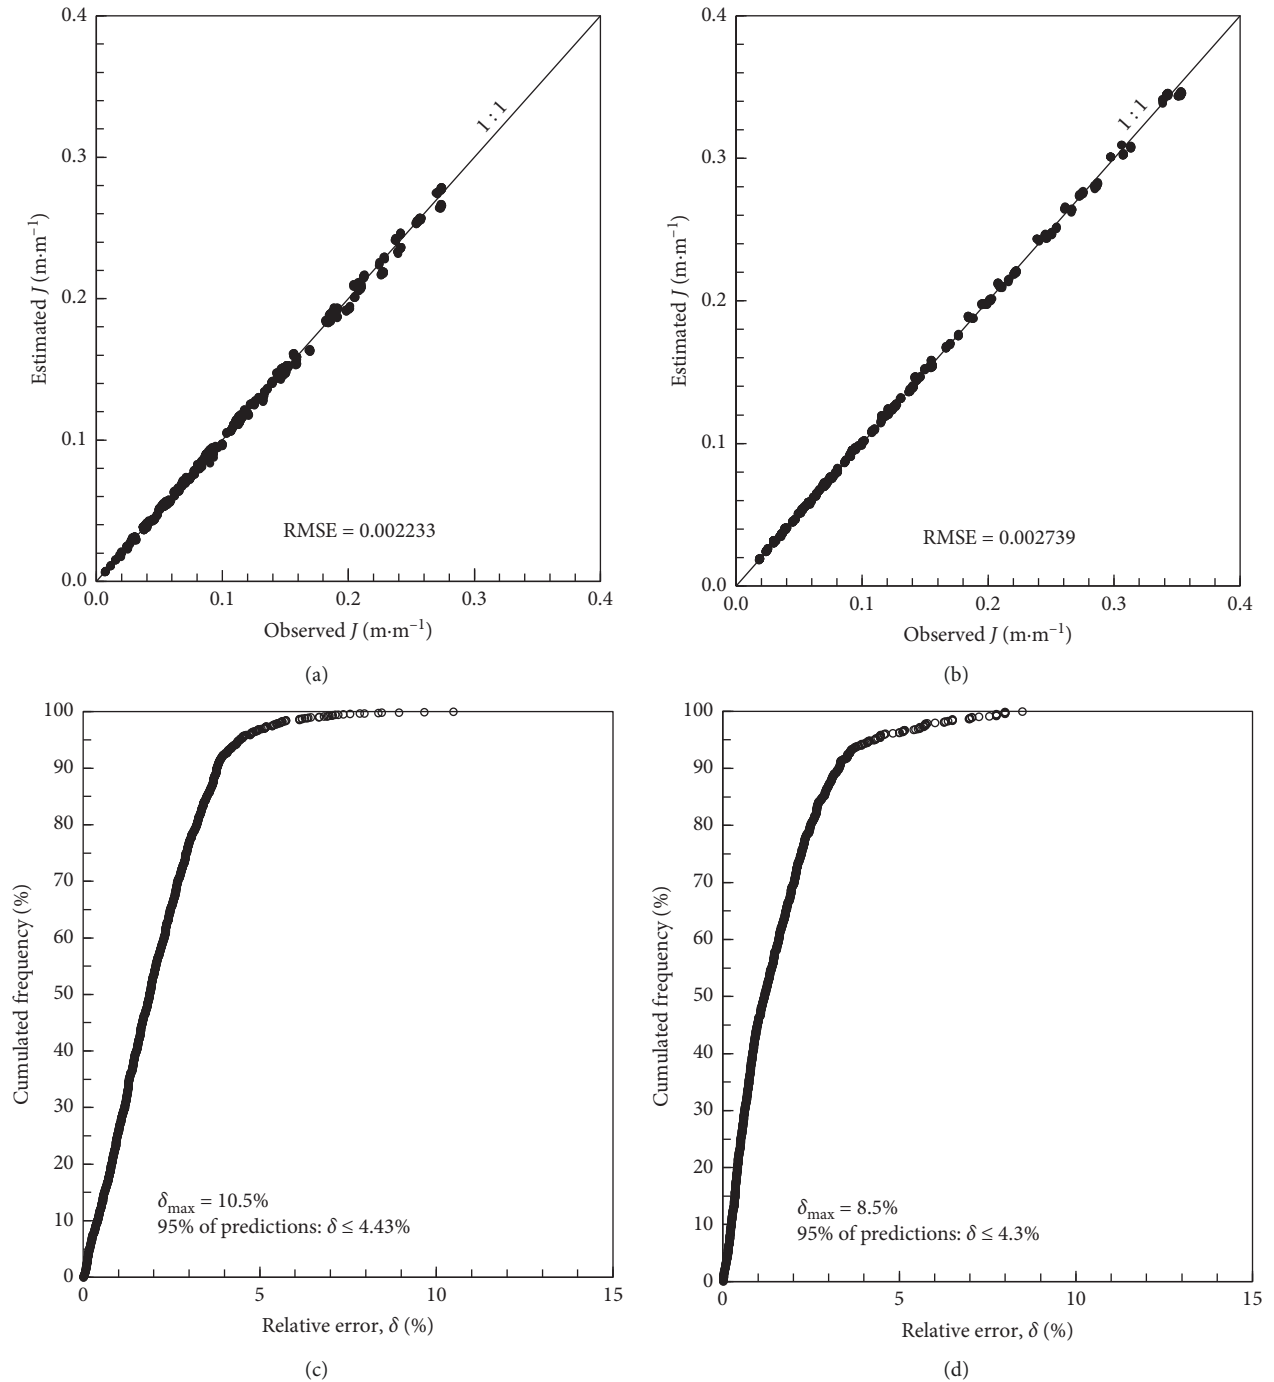 0.4
0.3
0.2
0.1
0.0
Estimated J (m·m⁻¹)
1 : 1
RMSE = 0.002233
0.0 0.1 0.2 0.3 0.4
Observed J (m·m⁻¹)
(a)
0.4
0.3
0.2
0.1
0.0
Estimated J (m·m⁻¹)
1 : 1
RMSE = 0.002739
0.0 0.1 0.2 0.3 0.4
Observed J (m·m⁻¹)
(b)
100
90
80
70
60
50
40
30
20
10
0
Cumulated frequency (%)
δmax = 10.5%
95% of predictions: δ ≤ 4.43%
0 5 10 15
Relative error, δ (%)
(c)
100
90
80
70
60
50
40
30
20
10
0
Cumulated frequency (%)
δmax = 8.5%
95% of predictions: δ ≤ 4.3%
0 5 10 15
Relative error, δ (%)
(d)